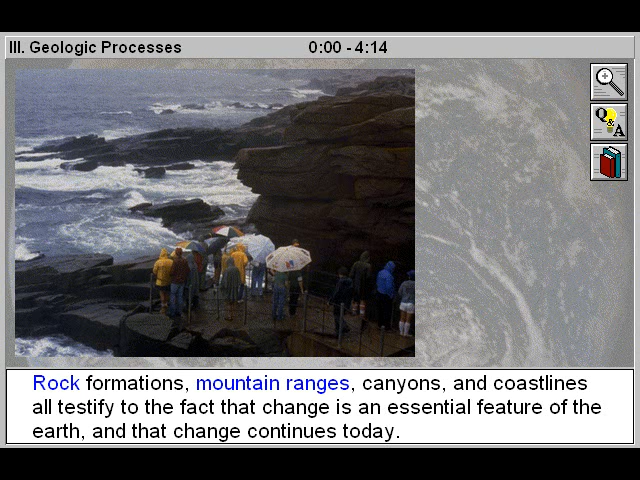 III. Geologic Processes 0:00 - 4:14
Q&A
Rock formations, mountain ranges, canyons, and coastlines
all testify to the fact that change is an essential feature of the
earth, and that change continues today.